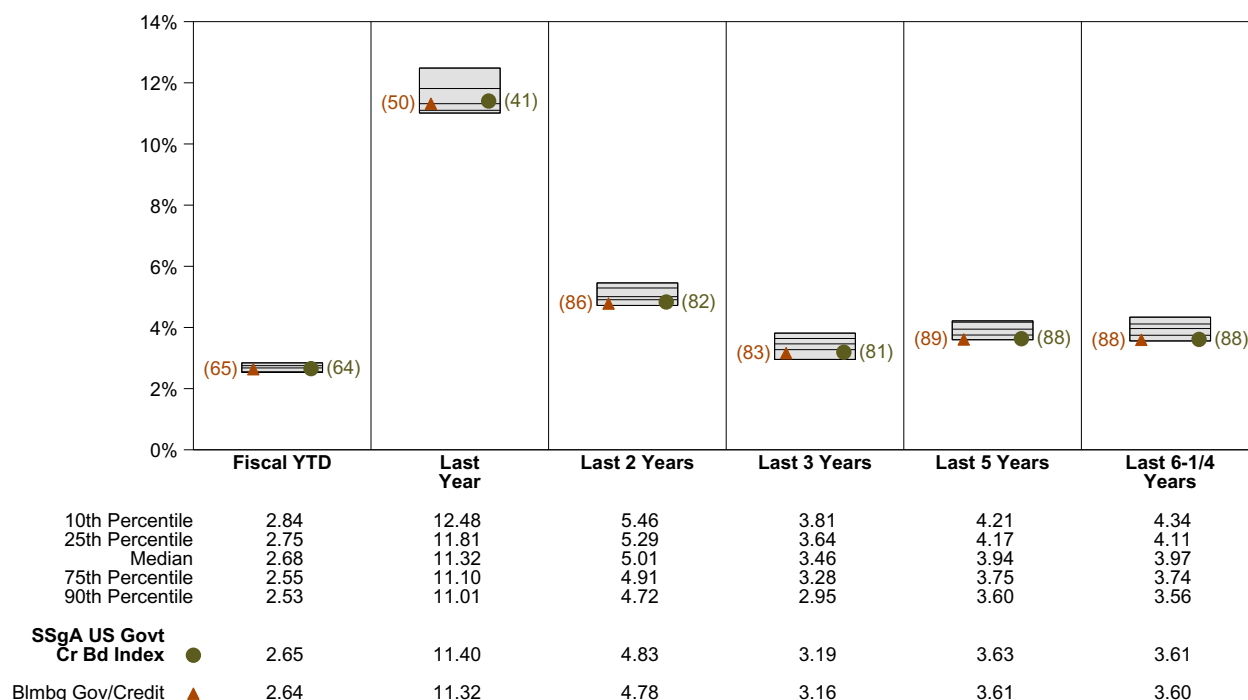 14%
12%
10%
8%
6%
4%
2%
0%
(65) (64)
(50) (41)
(86) (82)
(83) (81)
(89) (88)
(88) (88)
Fiscal YTD Last Year Last 2 Years Last 3 Years Last 5 Years Last 6-1/4 Years
10th Percentile 2.84 12.48 5.46 3.81 4.21 4.34
25th Percentile 2.75 11.81 5.29 3.64 4.17 4.11
Median 2.68 11.32 5.01 3.46 3.94 3.97
75th Percentile 2.55 11.10 4.91 3.28 3.75 3.74
90th Percentile 2.53 11.01 4.72 2.95 3.60 3.56
SSgA US Govt
Cr Bd Index 2.65 11.40 4.83 3.19 3.63 3.61
Blmbg Gov/Credit 2.64 11.32 4.78 3.16 3.61 3.60